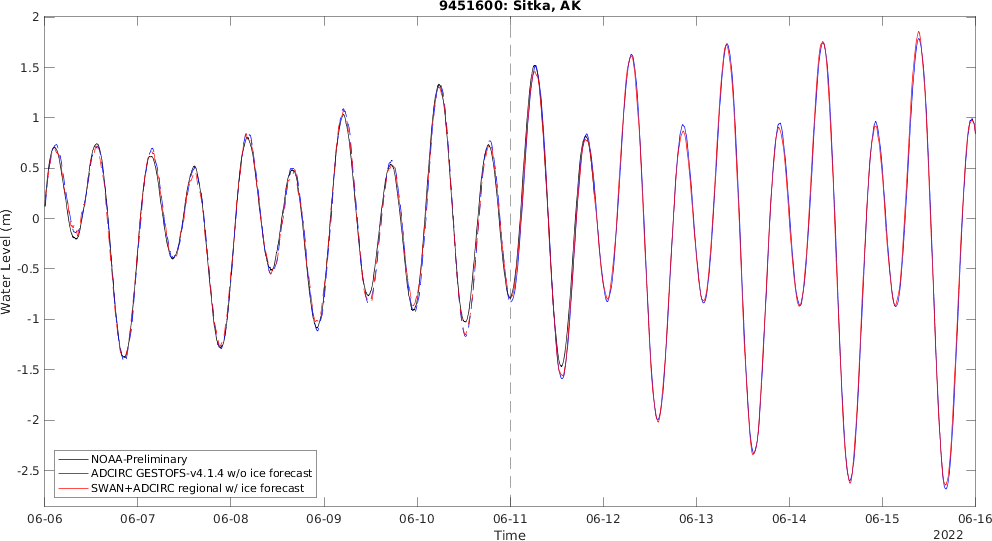 9451600: Sitka, AK
Water Level (m)
2
1.5
1
0.5
0
-0.5
-1
-1.5
-2
-2.5
NOAA-Preliminary
ADCIRC GESTOFS-v4.1.4 w/o ice forecast
SWAN+ADCIRC regional w/ ice forecast
06-06 06-07 06-08 06-09 06-10 06-11 06-12 06-13 06-14 06-15 06-16
Time
2022